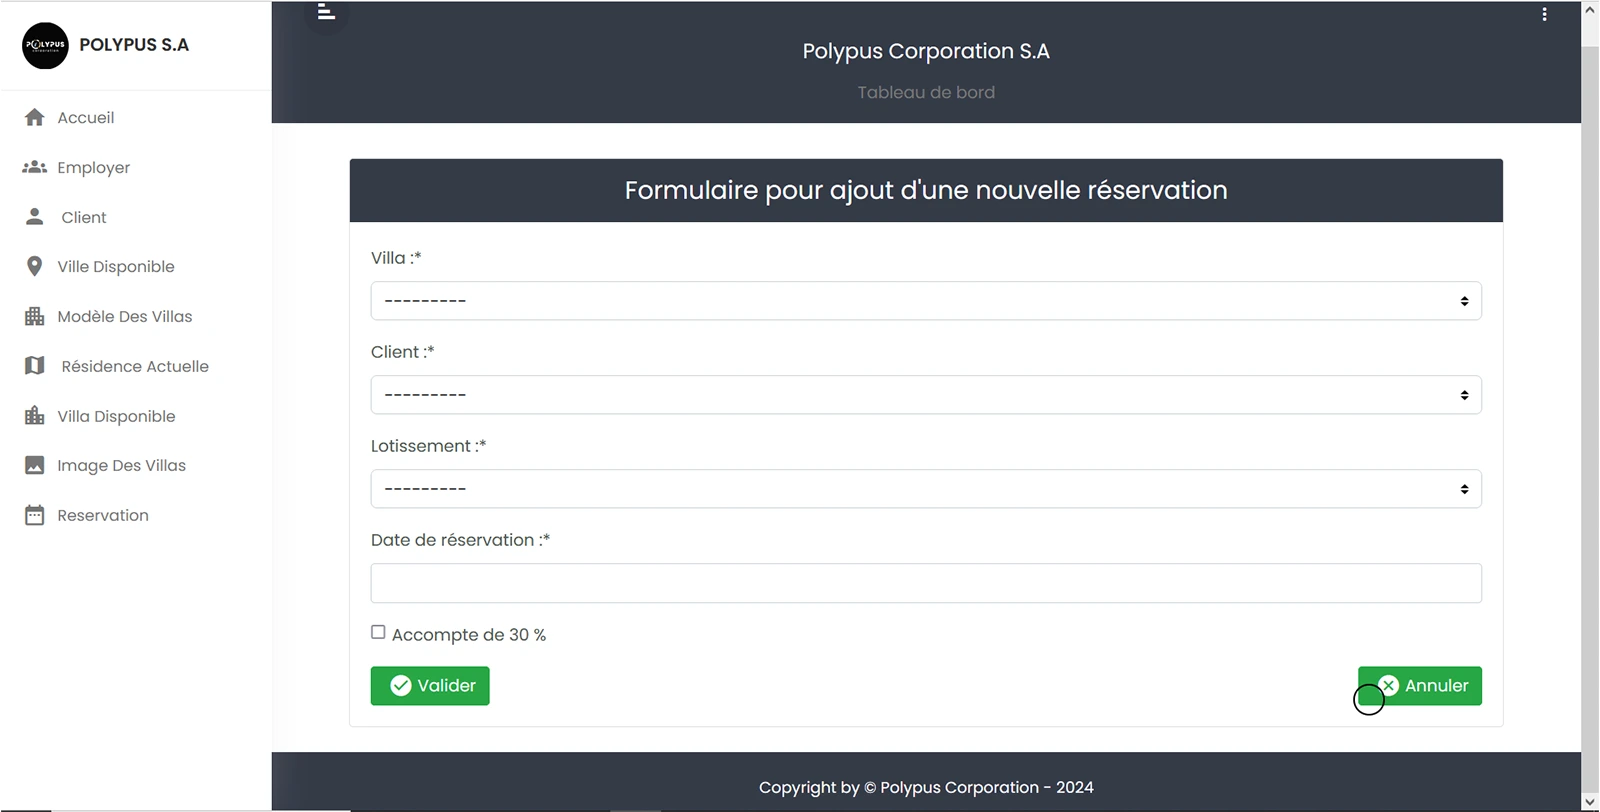 POLYPUS
corporation
POLYPUS S.A
Accueil
Employer
Client
Ville Disponible
Modèle Des Villas
Résidence Actuelle
Villa Disponible
Image Des Villas
Reservation
Polypus Corporation S.A
Tableau de bord
Formulaire pour ajout d'une nouvelle réservation
Villa :*
---------
Client :*
---------
Lotissement :*
---------
Date de réservation :*
Accompte de 30 %
Valider
Annuler
Copyright by © Polypus Corporation - 2024